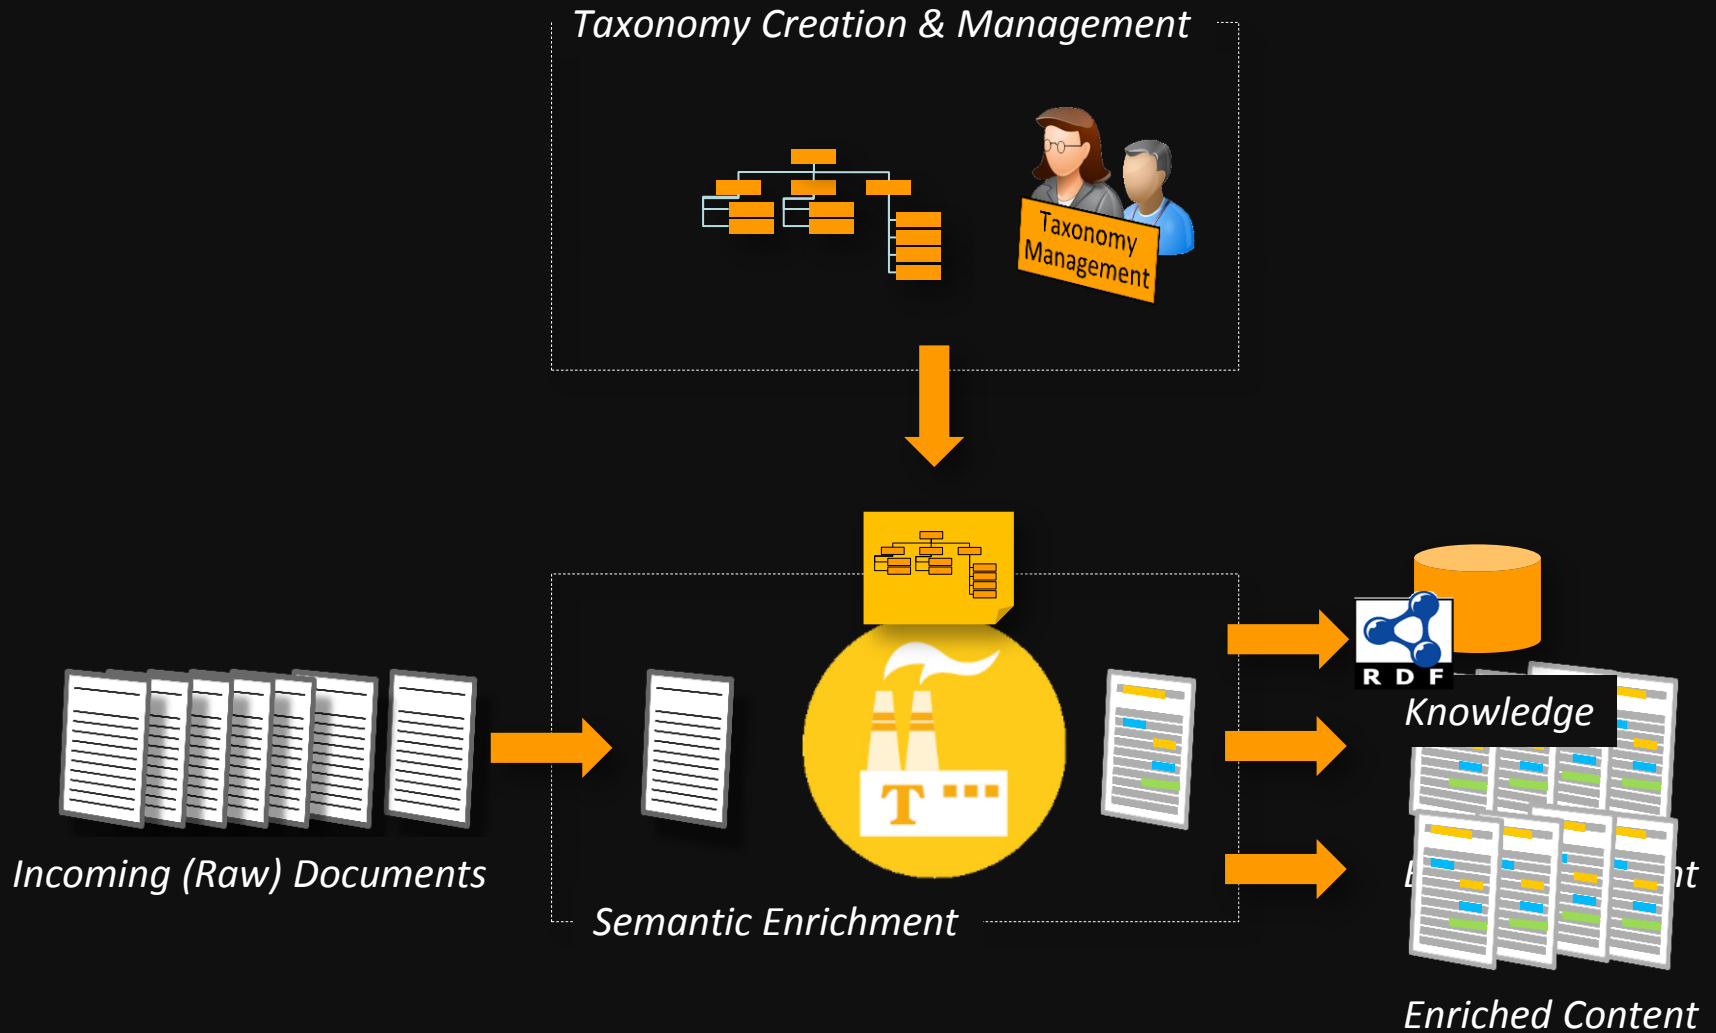 Taxonomy Creation & Management
Taxonomy
Management
T
RDF
Knowledge
Incoming (Raw) Documents
Semantic Enrichment
Enriched Content